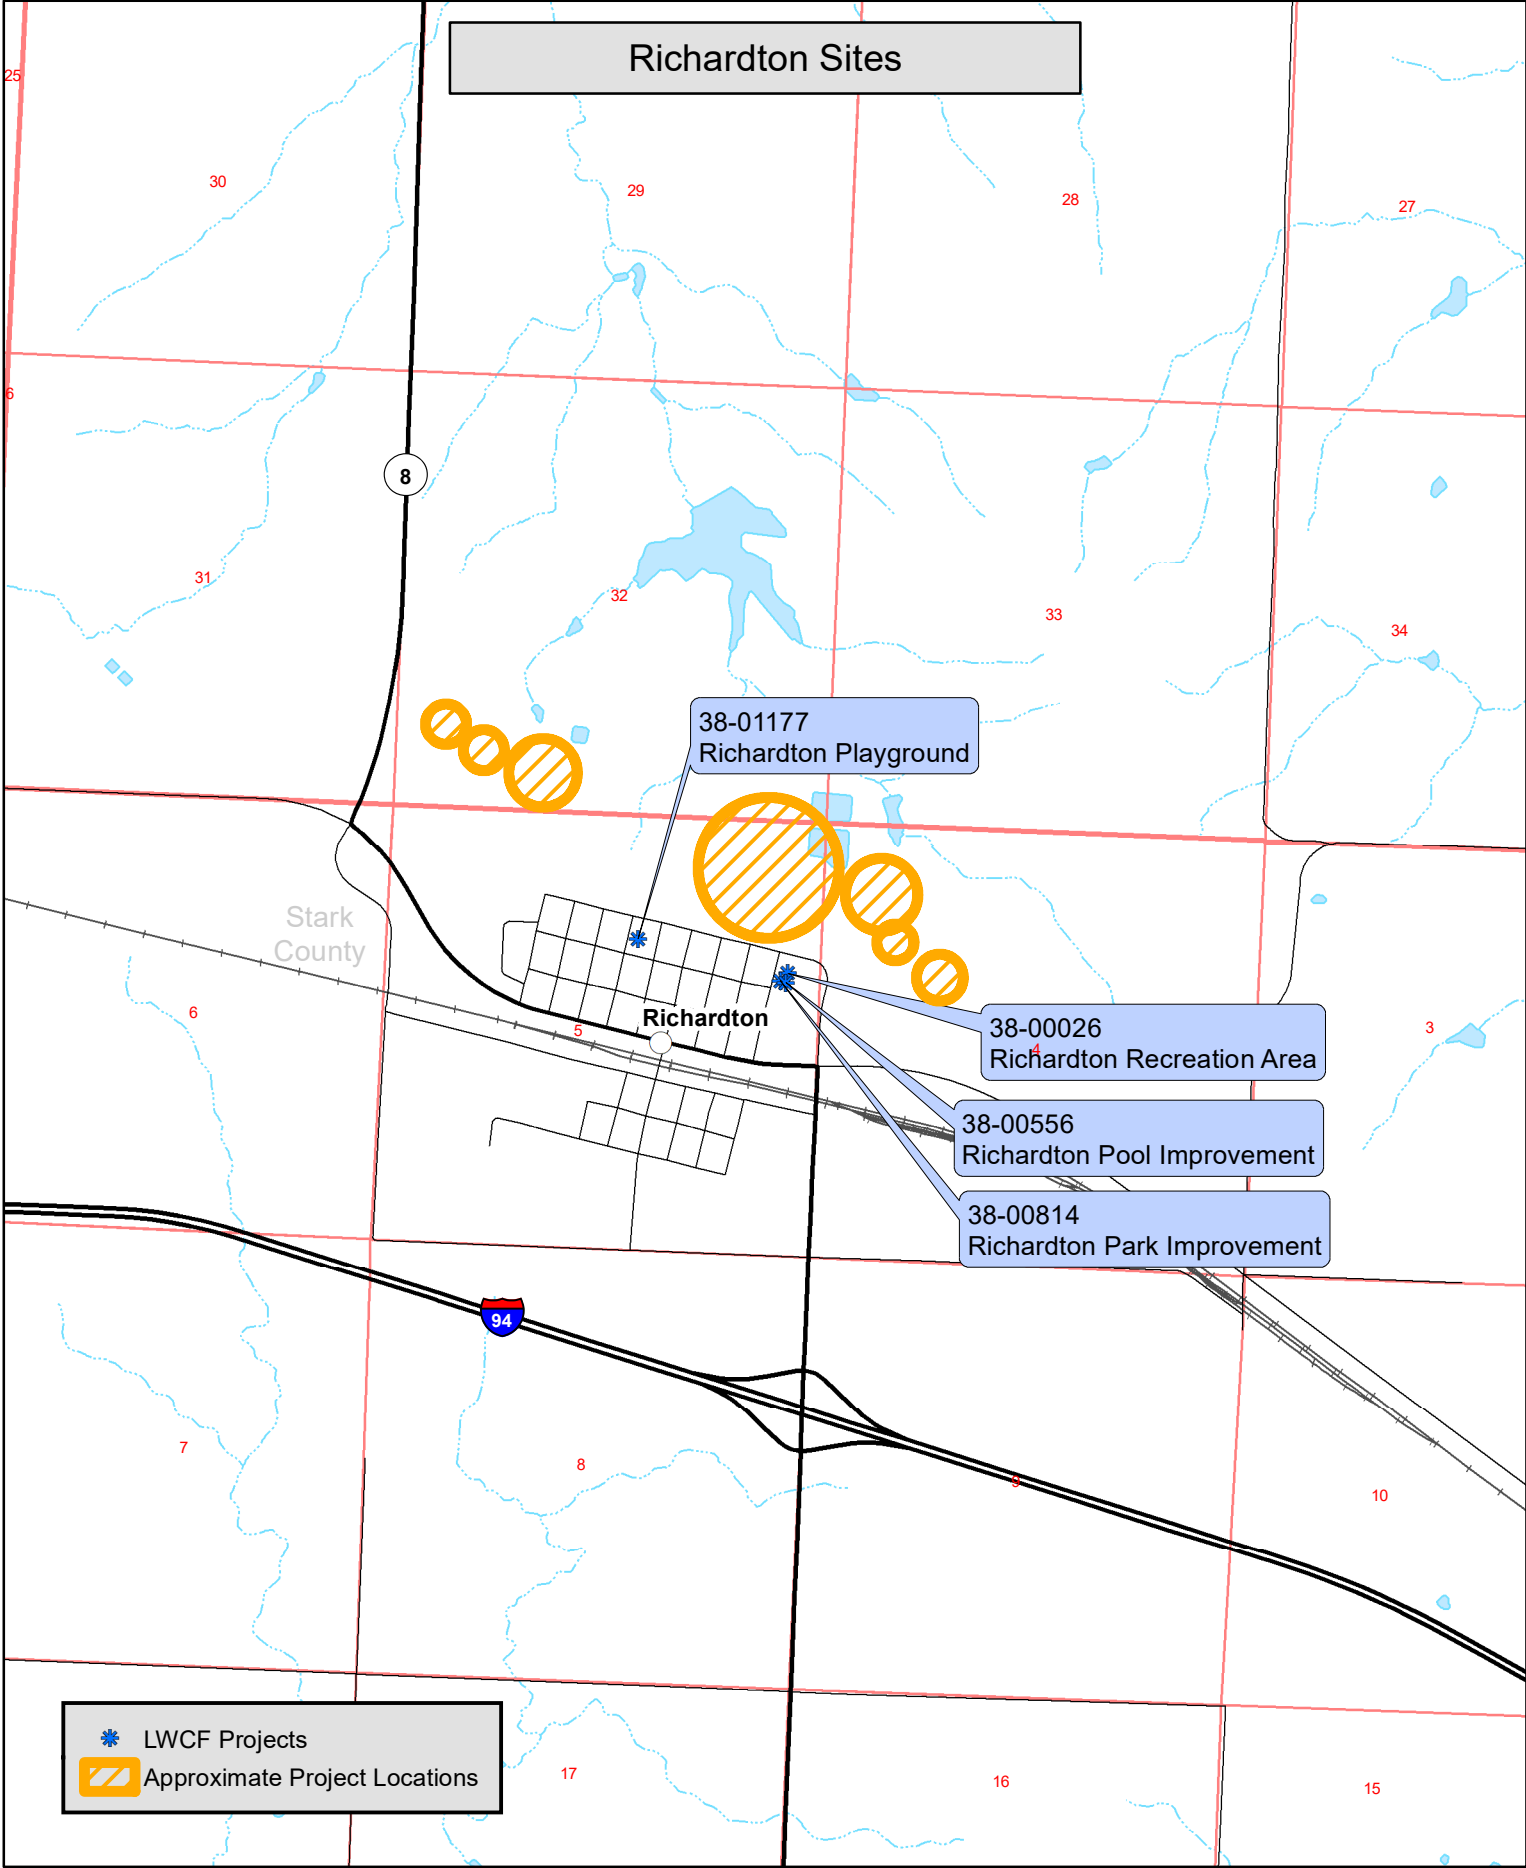 Richardton Sites
25
30
29
28
27
6
8
31
32
33
34
38-01177
Richardton Playground
Stark
County
6
5
Richardton
38-00026
Richardton Recreation Area
4
3
38-00556
Richardton Pool Improvement
38-00814
Richardton Park Improvement
94
7
8
9
10
LWCF Projects
Approximate Project Locations
17
16
15